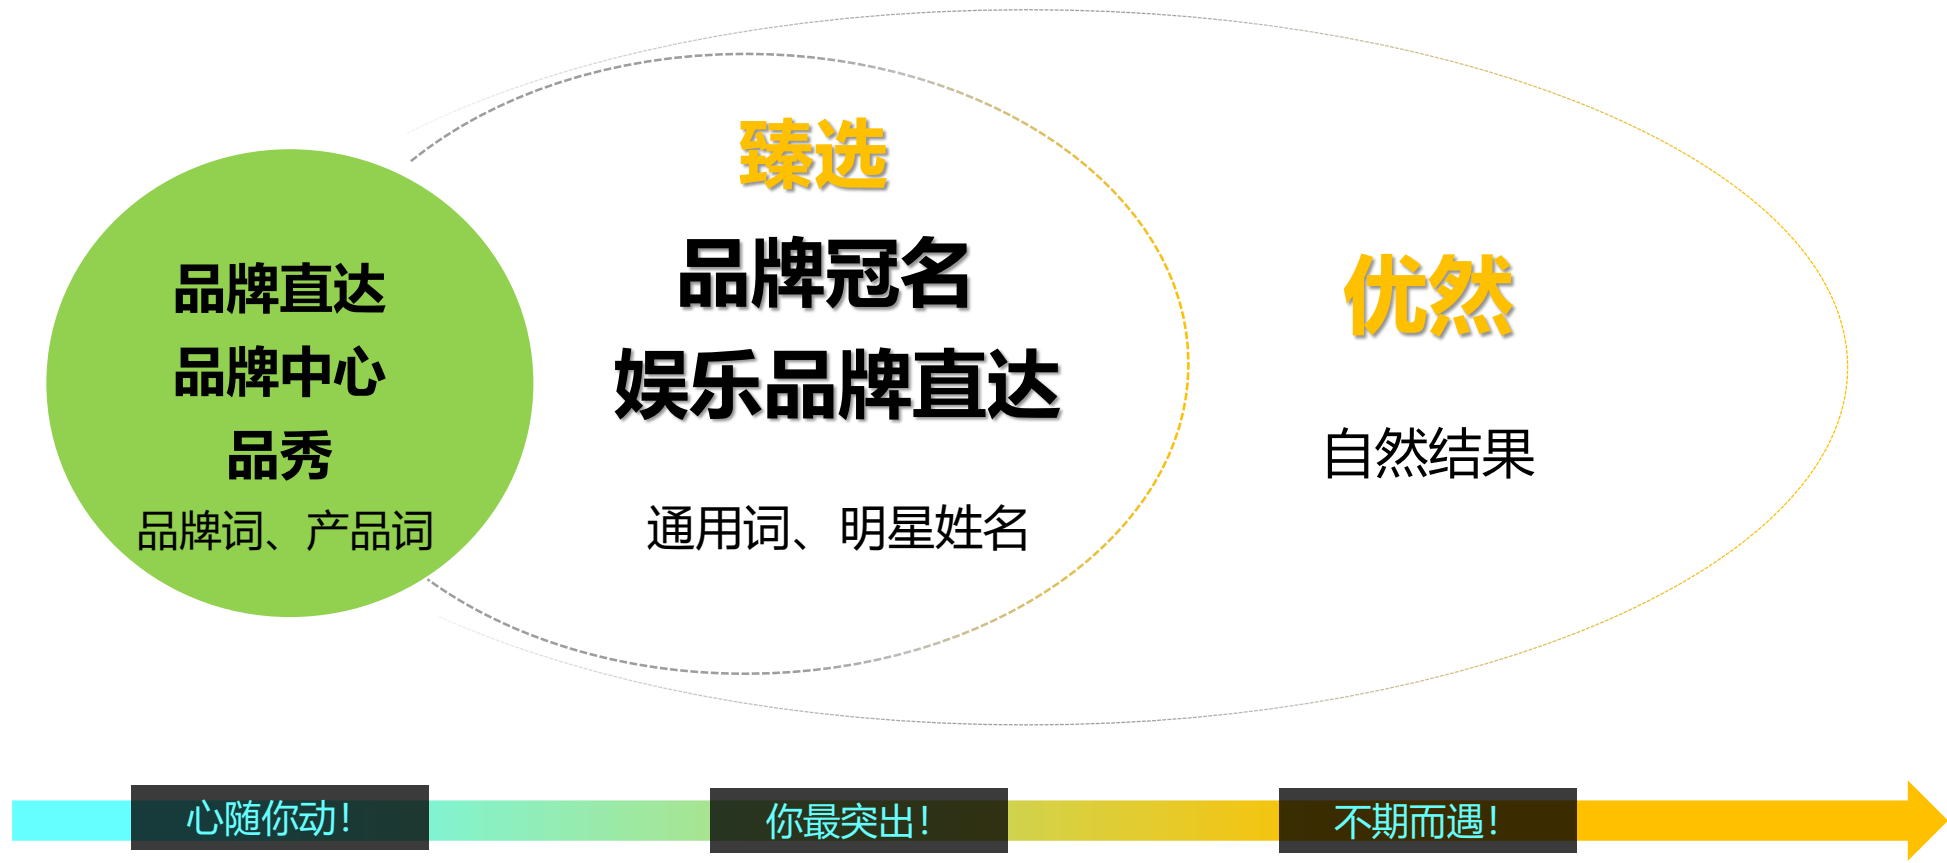 品牌直达
品牌中心
品秀
品牌词、产品词
臻选
品牌冠名
娱乐品牌直达
通用词、明星姓名
优然
自然结果
心随你动！
你最突出！
不期而遇！